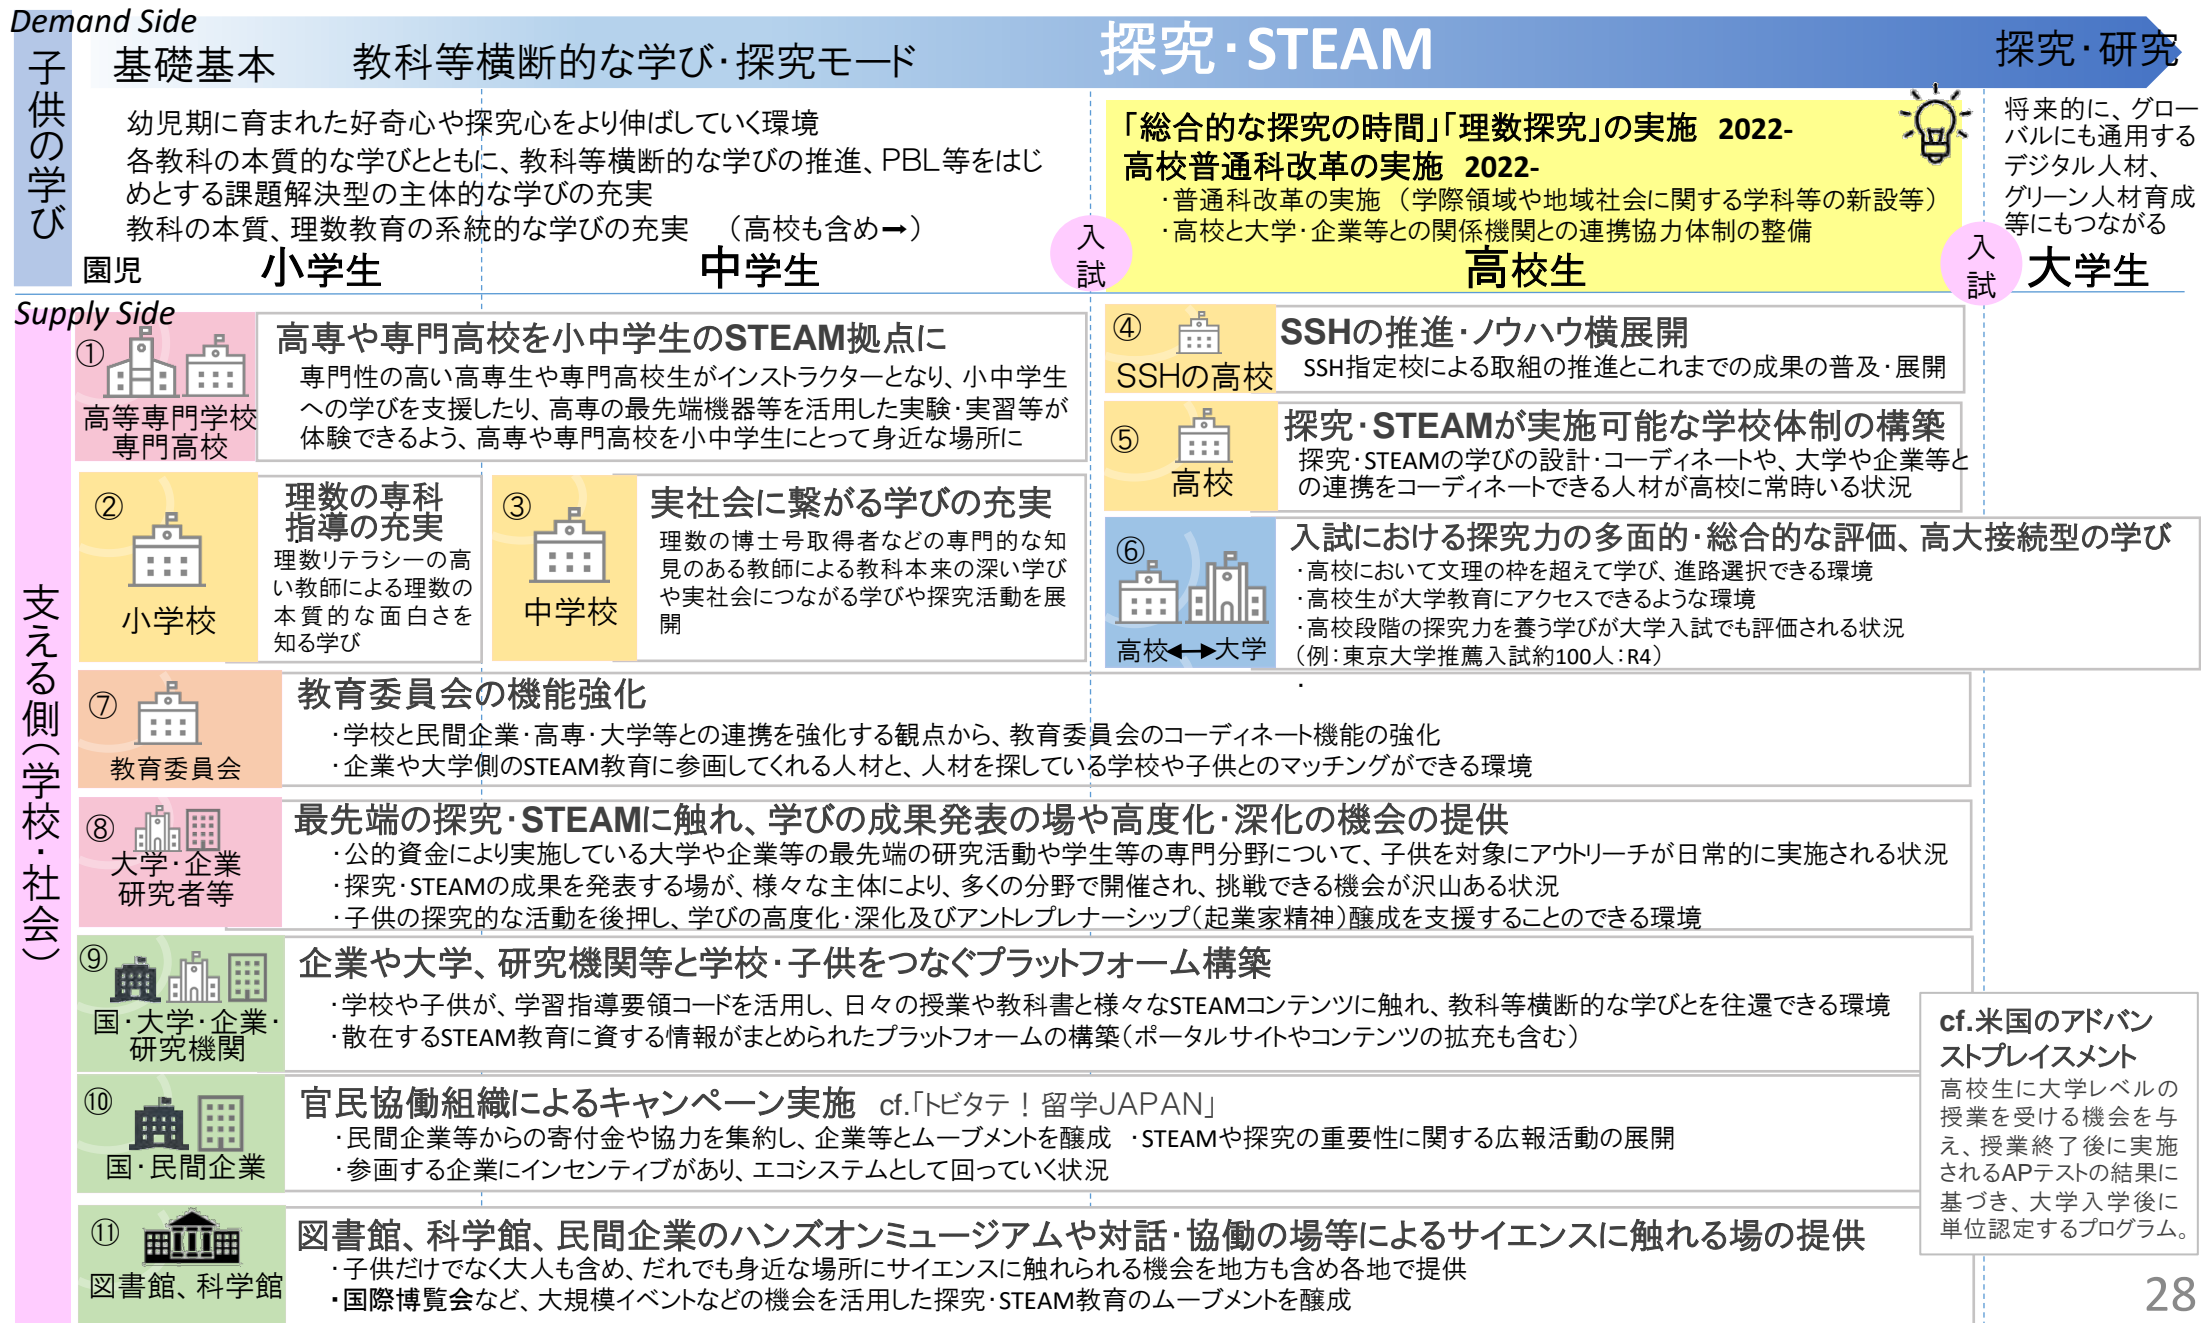 Demand Side
子供の学び
基礎基本
教科等横断的な学び・探究モード
探究・STEAM
探究・研究
幼児期に育まれた好奇心や探究心をより伸ばしていく環境
各教科の本質的な学びとともに、教科等横断的な学びの推進、PBL等をはじ
めとする課題解決型の主体的な学びの充実
教科の本質、理数教育の系統的な学びの充実　（高校も含め➡）
「総合的な探究の時間」「理数探究」の実施 2022-
高校普通科改革の実施 2022-
・普通科改革の実施（学際領域や地域社会に関する学科等の新設等）
・高校と大学・企業等との関係機関との連携協力体制の整備
将来的に、グロー
バルにも通用する
デジタル人材、
グリーン人材育成
等にもつながる
園児
小学生
中学生
入試
高校生
入試
大学生
Supply Side
支える側（学校・社会）
①
高等専門学校
専門高校
高専や専門高校を小中学生のSTEAM拠点に
専門性の高い高専生や専門高校生がインストラクターとなり、小中学生
への学びを支援したり、高専の最先端機器等を活用した実験・実習等が
体験できるよう、高専や専門高校を小中学生にとって身近な場所に
②
小学校
理数の専科
指導の充実
理数リテラシーの高
い教師による理数の
本質的な面白さを
知る学び
③
中学校
実社会に繋がる学びの充実
理数の博士号取得者などの専門的な知
見のある教師による教科本来の深い学び
や実社会につながる学びや探究活動を展
開
④
SSHの高校
SSHの推進・ノウハウ横展開
SSH指定校による取組の推進とこれまでの成果の普及・展開
⑤
高校
探究・STEAMが実施可能な学校体制の構築
探究・STEAMの学びの設計・コーディネートや、大学や企業等と
の連携をコーディネートできる人材が高校に常時いる状況
⑥
高校⟷大学
入試における探究力の多面的・総合的な評価、高大接続型の学び
・高校において文理の枠を超えて学び、進路選択できる環境
・高校生が大学教育にアクセスできるような環境
・高校段階の探究力を養う学びが大学入試でも評価される状況
（例：東京大学推薦入試約100人：R4）
・
⑦
教育委員会
教育委員会の機能強化
・学校と民間企業・高専・大学等との連携を強化する観点から、教育委員会のコーディネート機能の強化
・企業や大学側のSTEAM教育に参画してくれる人材と、人材を探している学校や子供とのマッチングができる環境
⑧
大学・企業
研究者等
最先端の探究・STEAMに触れ、学びの成果発表の場や高度化・深化の機会の提供
・公的資金により実施している大学や企業等の最先端の研究活動や学生等の専門分野について、子供を対象にアウトリーチが日常的に実施される状況
・探究・STEAMの成果を発表する場が、様々な主体により、多くの分野で開催され、挑戦できる機会が沢山ある状況
・子供の探究的な活動を後押し、学びの高度化・深化及びアントレプレナーシップ（起業家精神）醸成を支援することのできる環境
⑨
国・大学・企業・
研究機関
企業や大学、研究機関等と学校・子供をつなぐプラットフォーム構築
・学校や子供が、学習指導要領コードを活用し、日々の授業や教科書と様々なSTEAMコンテンツに触れ、教科等横断的な学びとを往還できる環境
・散在するSTEAM教育に資する情報がまとめられたプラットフォームの構築（ポータルサイトやコンテンツの拡充も含む）
⑩
国・民間企業
官民協働組織によるキャンペーン実施 cf.「トビタテ！留学JAPAN」
・民間企業等からの寄付金や協力を集約し、企業等とムーブメントを醸成 ・STEAMや探究の重要性に関する広報活動の展開
・参画する企業にインセンティブがあり、エコシステムとして回っていく状況
⑪
図書館、科学館
図書館、科学館、民間企業のハンズオンミュージアムや対話・協働の場等によるサイエンスに触れる場の提供
・子供だけでなく大人も含め、だれでも身近な場所にサイエンスに触れられる機会を地方も含め各地で提供
・国際博覧会など、大規模イベントなどの機会を活用した探究・STEAM教育のムーブメントを醸成
cf.米国のアドバン
ストプレイスメント
高校生に大学レベルの
授業を受ける機会を与
え、授業終了後に実施
されるAPテストの結果に
基づき、大学入学後に
単位認定するプログラム。
28